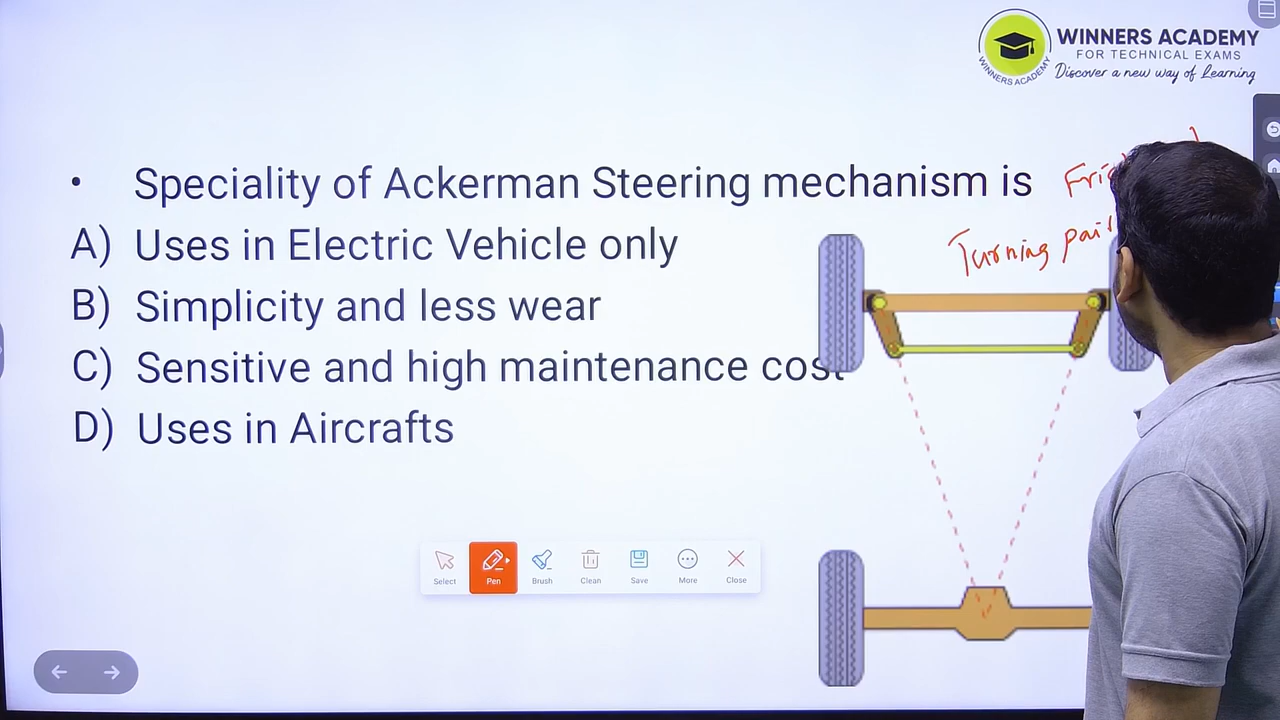 WINNERS ACADEMY
FOR TECHNICAL EXAMS
Discover a new way of Learning
WINNERS ACADEMY
• Speciality of Ackerman Steering mechanism is
Turning
A) Uses in Electric Vehicle only
B) Simplicity and less wear
C) Sensitive and high maintenance cost
D) Uses in Aircrafts
Select Pen Brush Clean Save More Close